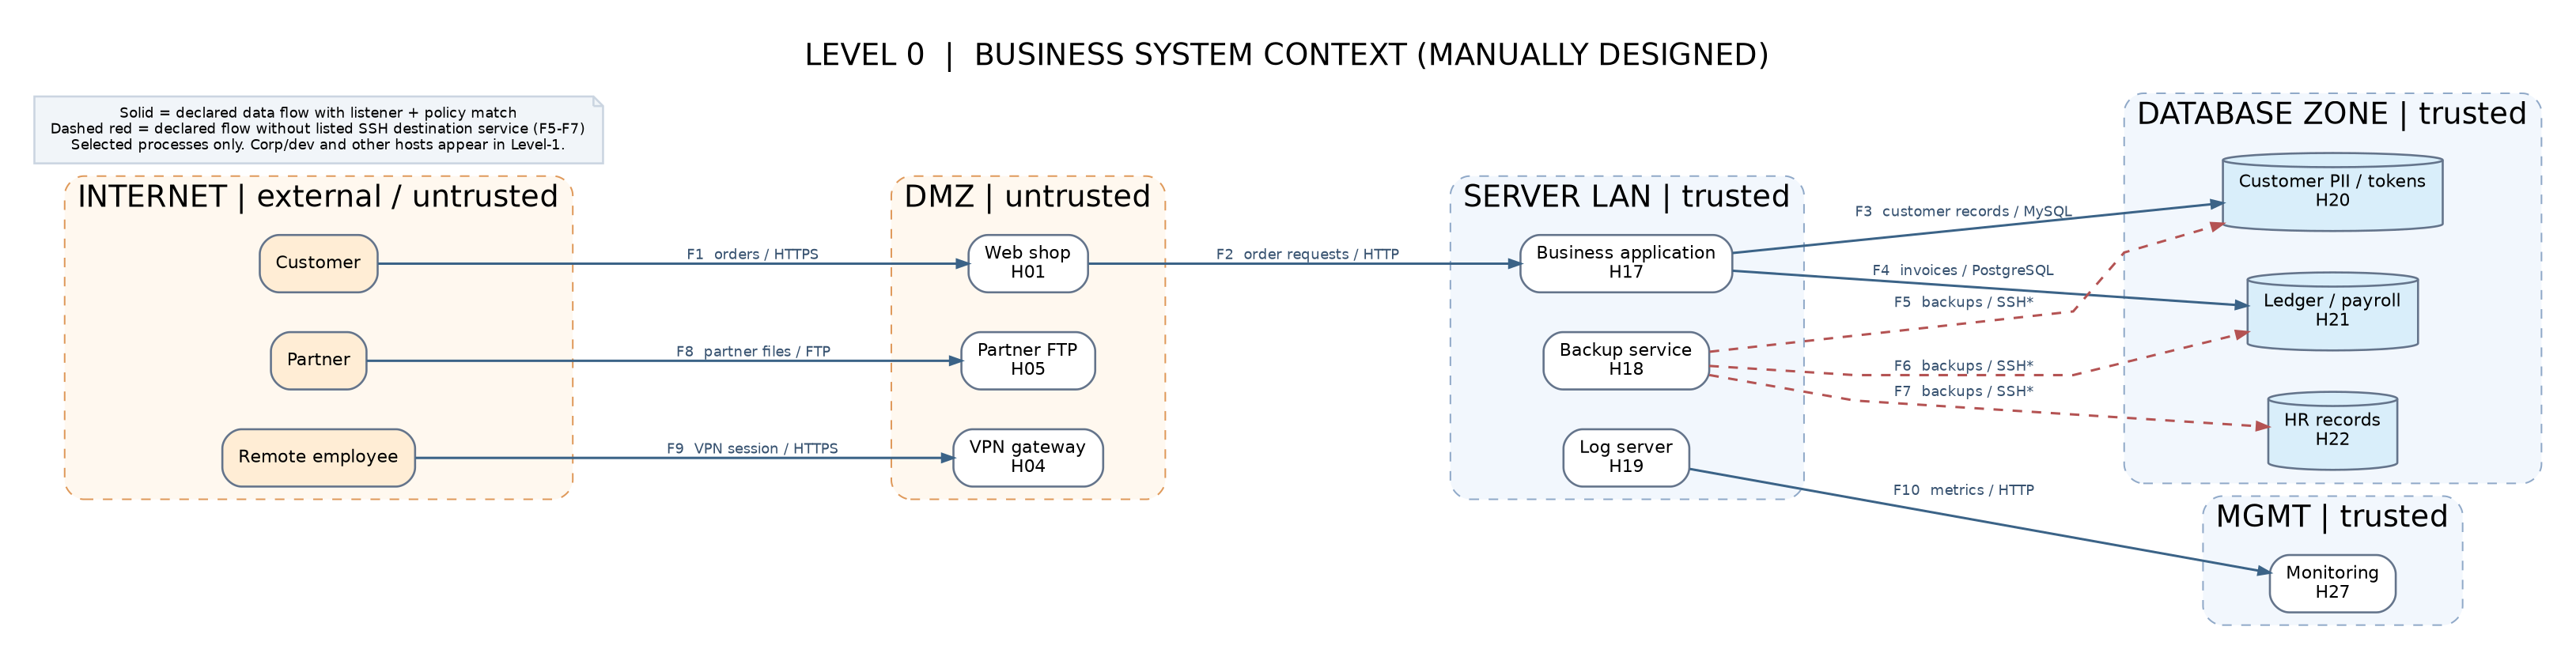 LEVEL 0 | BUSINESS SYSTEM CONTEXT (MANUALLY DESIGNED)
Solid = declared data flow with listener + policy match
Dashed red = declared flow without listed SSH destination service (F5-F7)
Selected processes only. Corp/dev and other hosts appear in Level-1.
INTERNET | external / untrusted
Customer
Partner
Remote employee
F1 orders / HTTPS
F8 partner files / FTP
F9 VPN session / HTTPS
DMZ | untrusted
Web shop
H01
Partner FTP
H05
VPN gateway
H04
F2 order requests / HTTP
SERVER LAN | trusted
Business application
H17
Backup service
H18
Log server
H19
F3 customer records / MySQL
F4 invoices / PostgreSQL
F5 backups / SSH*
F6 backups / SSH*
F7 backups / SSH*
F10 metrics / HTTP
DATABASE ZONE | trusted
Customer PII / tokens
H20
Ledger / payroll
H21
HR records
H22
MGMT | trusted
Monitoring
H27